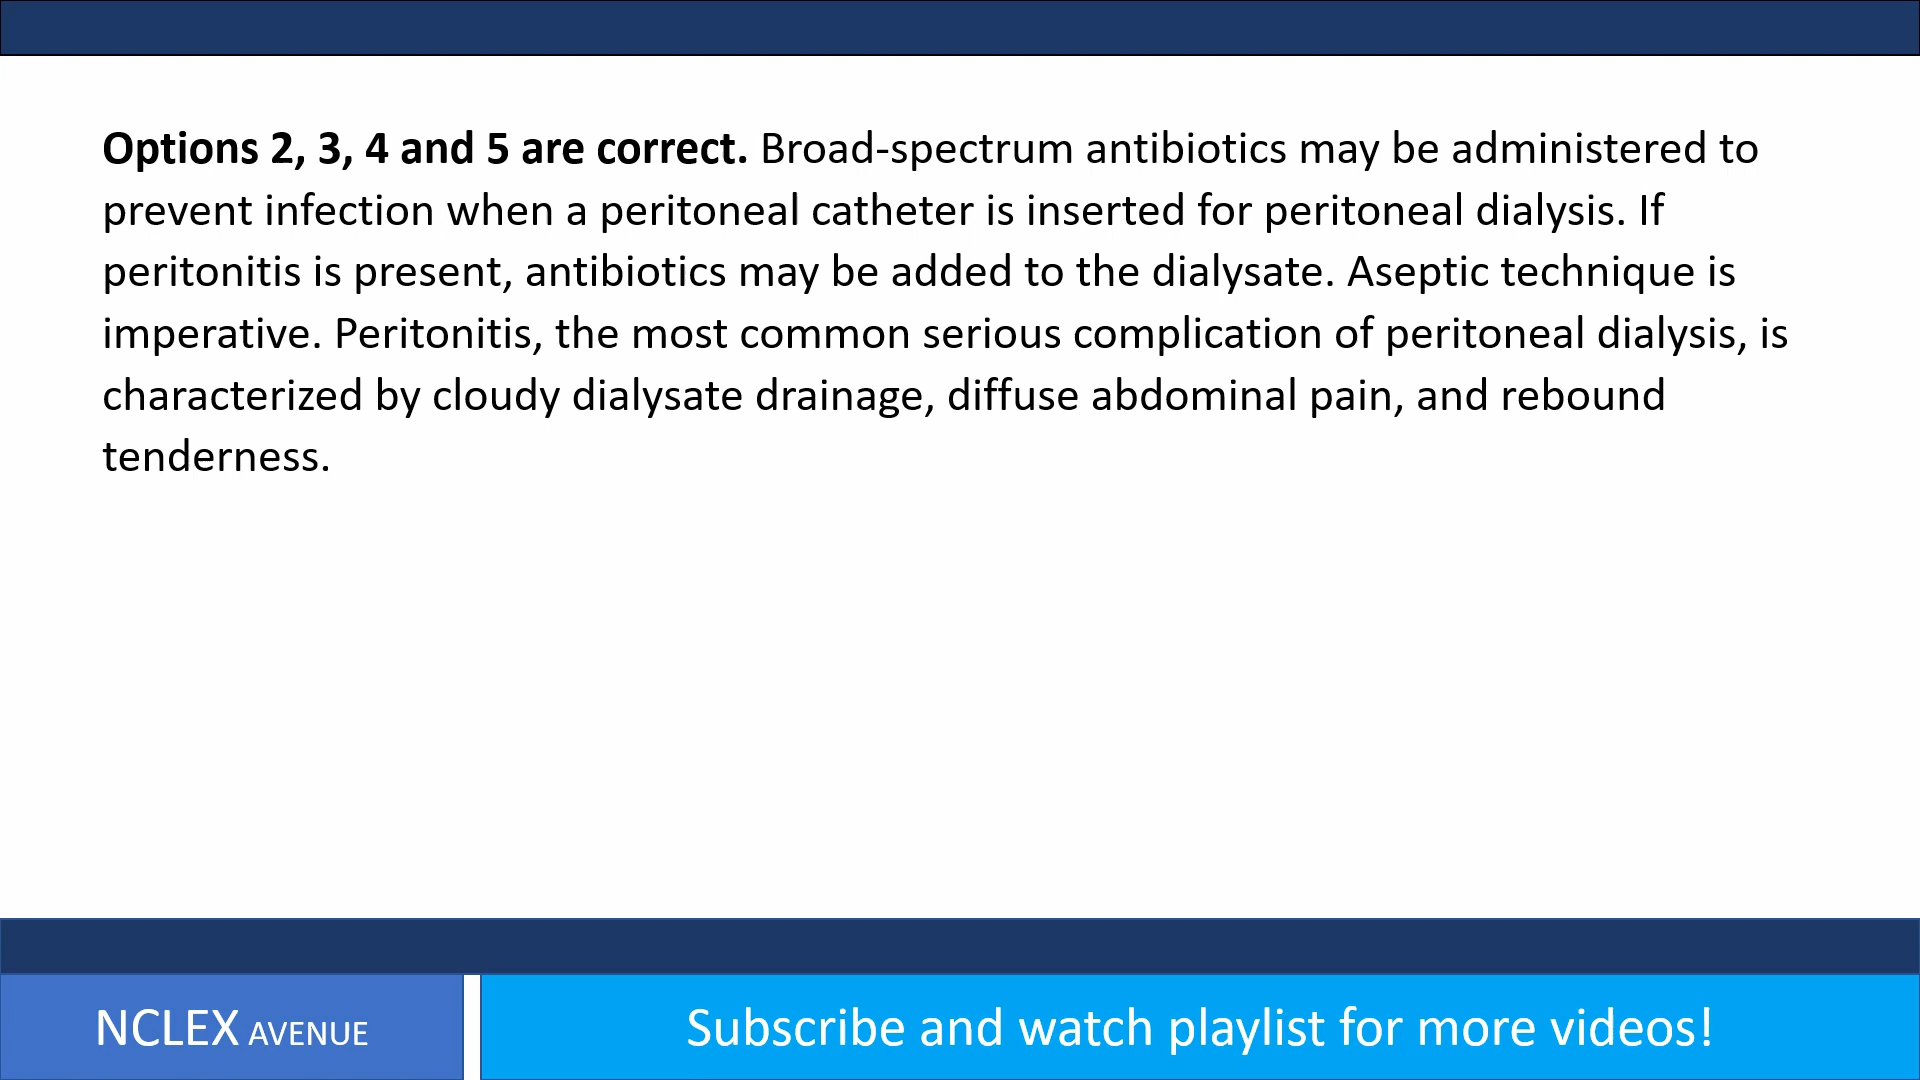 Options 2, 3, 4 and 5 are correct. Broad-spectrum antibiotics may be administered to
prevent infection when a peritoneal catheter is inserted for peritoneal dialysis. If
peritonitis is present, antibiotics may be added to the dialysate. Aseptic technique is
imperative. Peritonitis, the most common serious complication of peritoneal dialysis, is
characterized by cloudy dialysate drainage, diffuse abdominal pain, and rebound
tenderness.
NCLEX AVENUE
Subscribe and watch playlist for more videos!